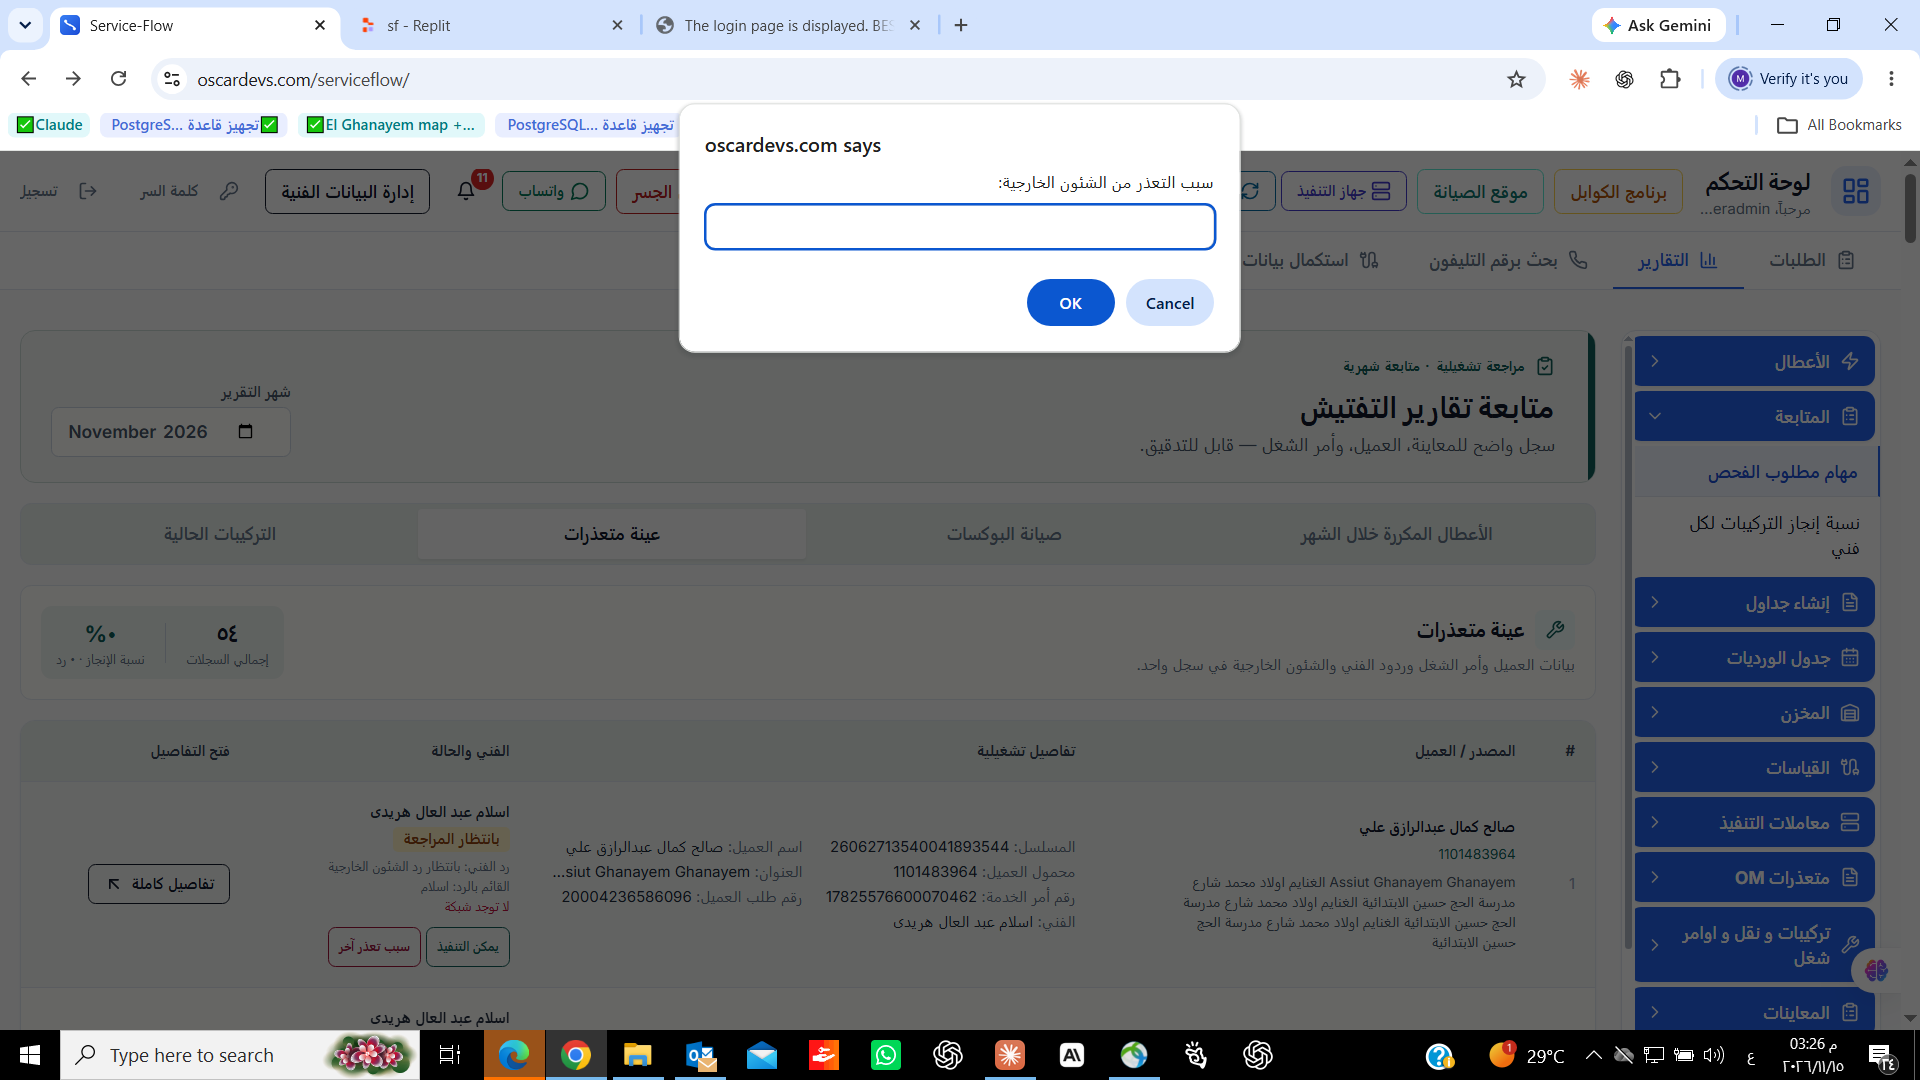 Service-Flow
sf - Replit
The login page is displayed. BES
Ask Gemini
oscardevs.com/serviceflow/
Verify it's you
Claude
PostgreS... تجهيز قاعدة
El Ghanayem map +...
PostgreSQL... تجهيز قاعدة
All Bookmarks
oscardevs.com says
سبب التعذر من الشئون الخارجية:
OK
Cancel
لوحة التحكم
مرحباً، eradmin...
برنامج الكوابل
موقع الصيانة
جهاز التنفيذ
الجسر
واتساب
11
إدارة البيانات الفنية
كلمة السر
تسجيل
الطلبات
التقارير
بحث برقم التليفون
استكمال بيانات
مراجعة تشغيلية · متابعة شهرية
متابعة تقارير التفتيش
سجل واضح للمعاينة، العميل، وأمر الشغل — قابل للتدقيق.
شهر التقرير
November 2026
الأعطال المكررة خلال الشهر
صيانة البوكسات
عينة متعذرات
التركيبات الحالية
عينة متعذرات
بيانات العميل وأمر الشغل وردود الفني والشئون الخارجية في سجل واحد.
٥٤
إجمالي السجلات
٠%
نسبة الإنجاز · ٠ رد
#
المصدر / العميل
تفاصيل تشغيلية
الفني والحالة
فتح التفاصيل
1
صالح كمال عبدالرازق علي
1101483964
Assiut Ghanayem Ghanayem الغنايم اولاد محمد شارع
مدرسة الحج حسين الابتدائية الغنايم اولاد محمد شارع مدرسة
الحج حسين الابتدائية الغنايم اولاد محمد شارع مدرسة الحج
حسين الابتدائية
المسلسل: 26062713540041893544
اسم العميل: صالح كمال عبدالرازق علي
محمول العميل: 1101483964
العنوان: siut Ghanayem Ghanayem...
رقم أمر الخدمة: 17825576600070462
رقم طلب العميل: 20004236586096
الفني: اسلام عبد العال هريدى
اسلام عبد العال هريدى
بانتظار المراجعة
رد الفني: بانتظار رد الشئون الخارجية
القائم بالرد: اسلام
لا توجد شبكة
يمكن التنفيذ
سبب تعذر آخر
تفاصيل كاملة
اسلام عبد العال هريدى
الأعطال
المتابعة
مهام مطلوب الفحص
نسبة إنجاز التركيبات لكل
فني
إنشاء جداول
جدول الورديات
المخزن
القياسات
معاملات التنفيذ
متعذرات OM
تركيبات و نقل و اوامر
شغل
المعاينات
Type here to search
1
29°C
ع
03:26 م
٢٠٢٦/١١/١٥
٢٤